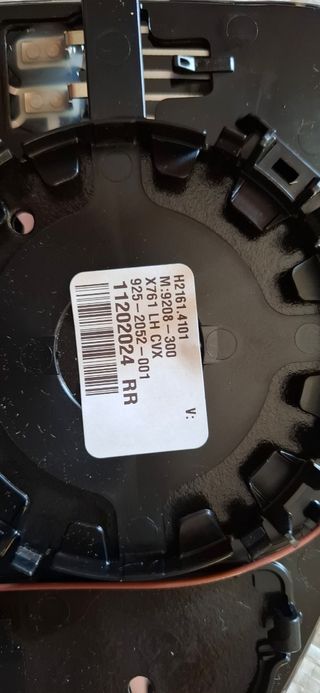 H2161.4101
M:9208-300
X761 LH CVX
925-2052-001
11202024 RR
V: